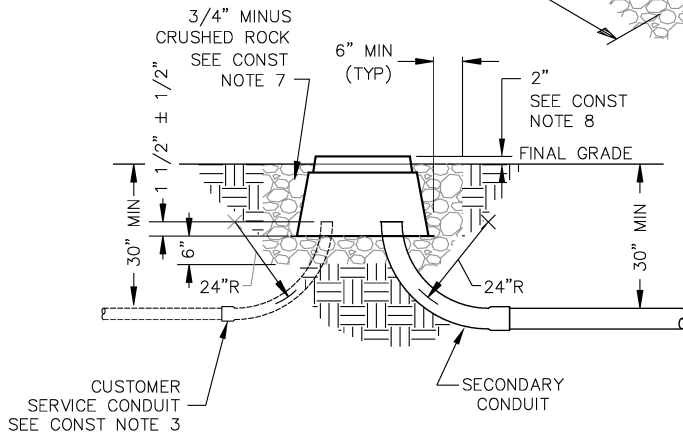 3/4" MINUS
CRUSHED ROCK
SEE CONST
NOTE 7
6" MIN
(TYP)
2"
SEE CONST
NOTE 8
FINAL GRADE
1 1/2" ± 1/2"
30" MIN
6"
24"R
24"R
30" MIN
CUSTOMER
SERVICE CONDUIT
SEE CONST NOTE 3
SECONDARY
CONDUIT